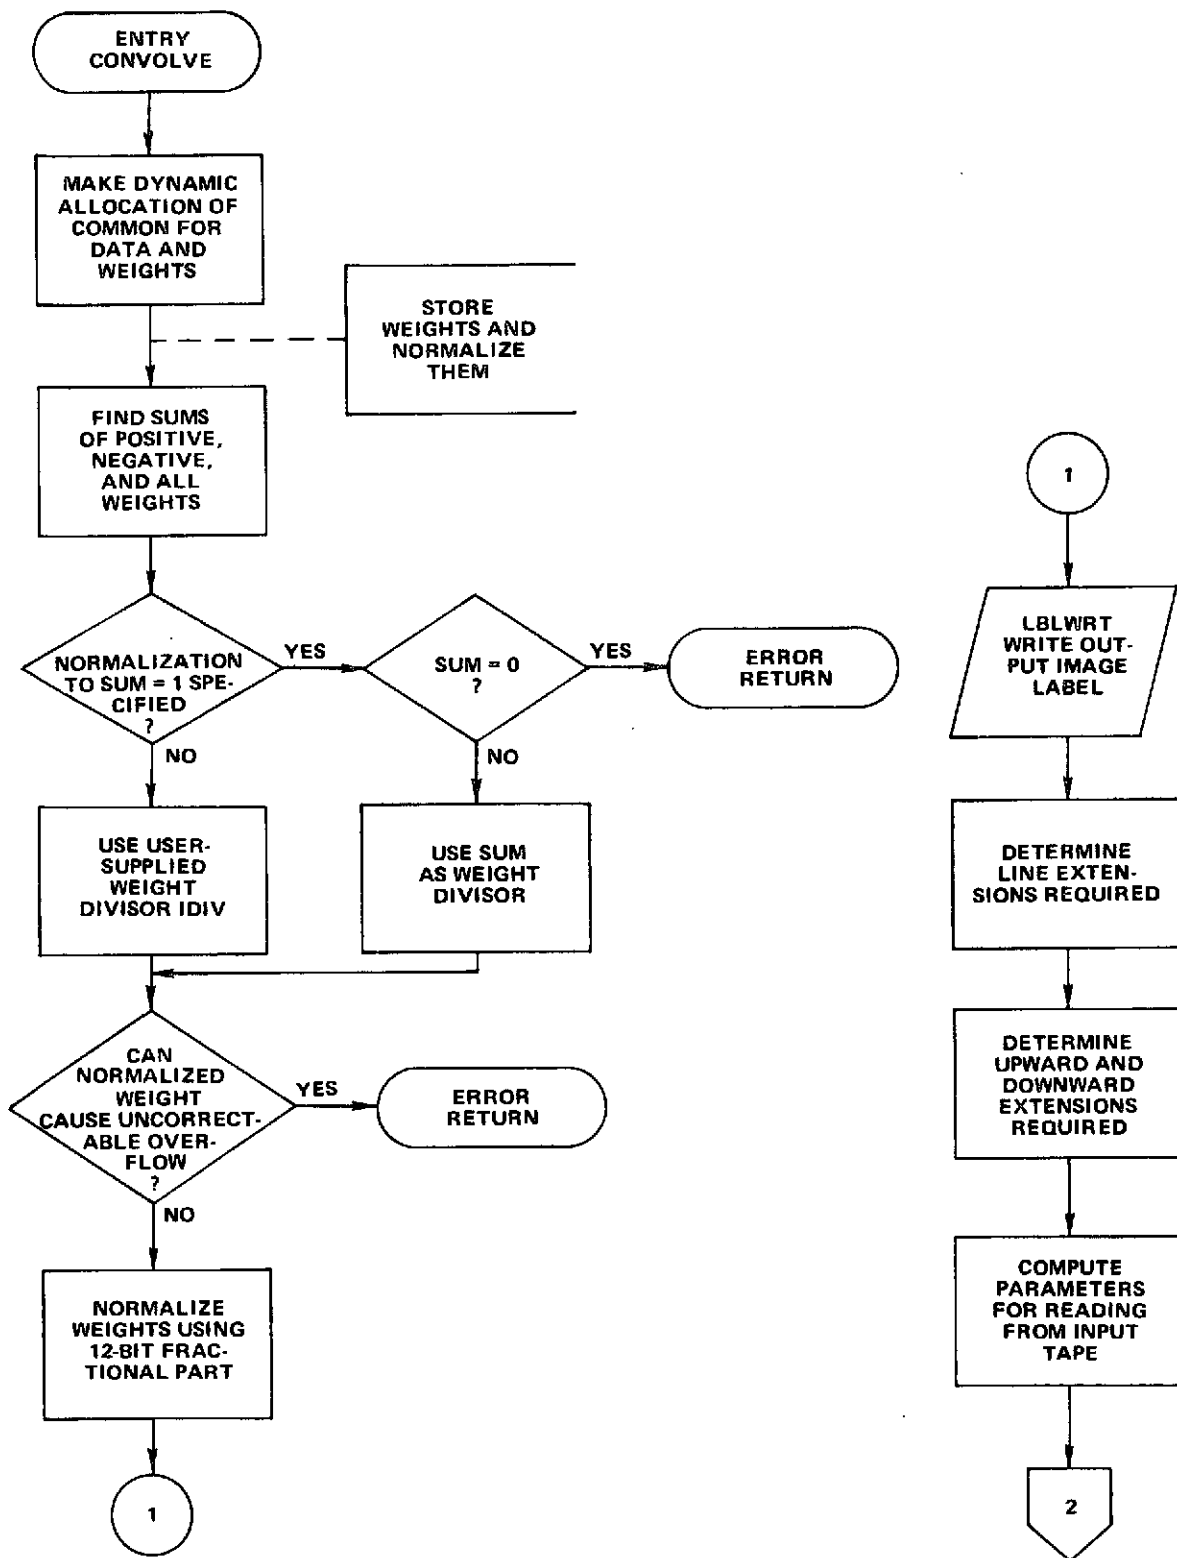 ENTRY
CONVOLVE
MAKE DYNAMIC
ALLOCATION OF
COMMON FOR
DATA AND
WEIGHTS
STORE
WEIGHTS AND
NORMALIZE
THEM
FIND SUMS
OF POSITIVE,
NEGATIVE,
AND ALL
WEIGHTS
NORMALIZATION
TO SUM = 1 SPE-
CIFIED
?
YES
SUM = 0
?
YES
ERROR
RETURN
NO
NO
USE USER-
SUPPLIED
WEIGHT
DIVISOR IDIV
USE SUM
AS WEIGHT
DIVISOR
CAN
NORMALIZED
WEIGHT
CAUSE UNCORRECT-
ABLE OVER-
FLOW
?
YES
ERROR
RETURN
NO
NORMALIZE
WEIGHTS USING
12-BIT FRAC-
TIONAL PART
1
1
LBLWRT
WRITE OUT-
PUT IMAGE
LABEL
DETERMINE
LINE EXTEN-
SIONS REQUIRED
DETERMINE
UPWARD AND
DOWNWARD
EXTENSIONS
REQUIRED
COMPUTE
PARAMETERS
FOR READING
FROM INPUT
TAPE
2